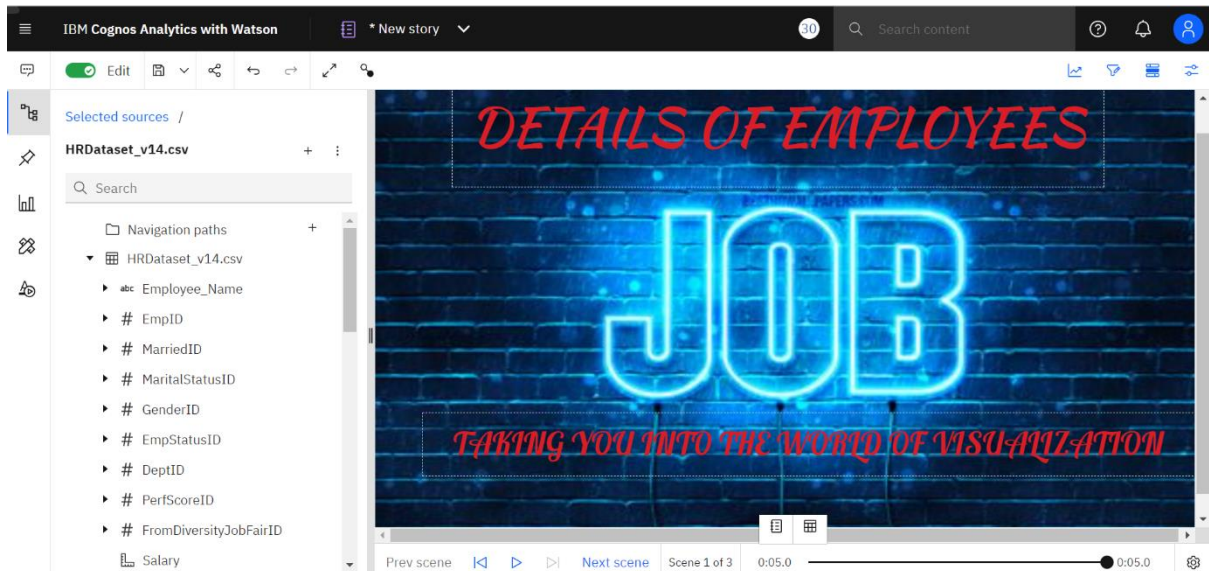 IBM Cognos Analytics with Watson
* New story
30
Search content
Edit
Selected sources /
HRDataset_v14.csv
Search
Navigation paths
HRDataset_v14.csv
abc Employee_Name
# EmpID
# MarriedID
# MaritalStatusID
# GenderID
# EmpStatusID
# DeptID
# PerfScoreID
# FromDiversityJobFairID
Salary
DETAILS OF EMPLOYEES
JOB
TAKING YOU INTO THE WORLD OF VISUALIZATION
Prev scene
Next scene
Scene 1 of 3
0:05.0
0:05.0